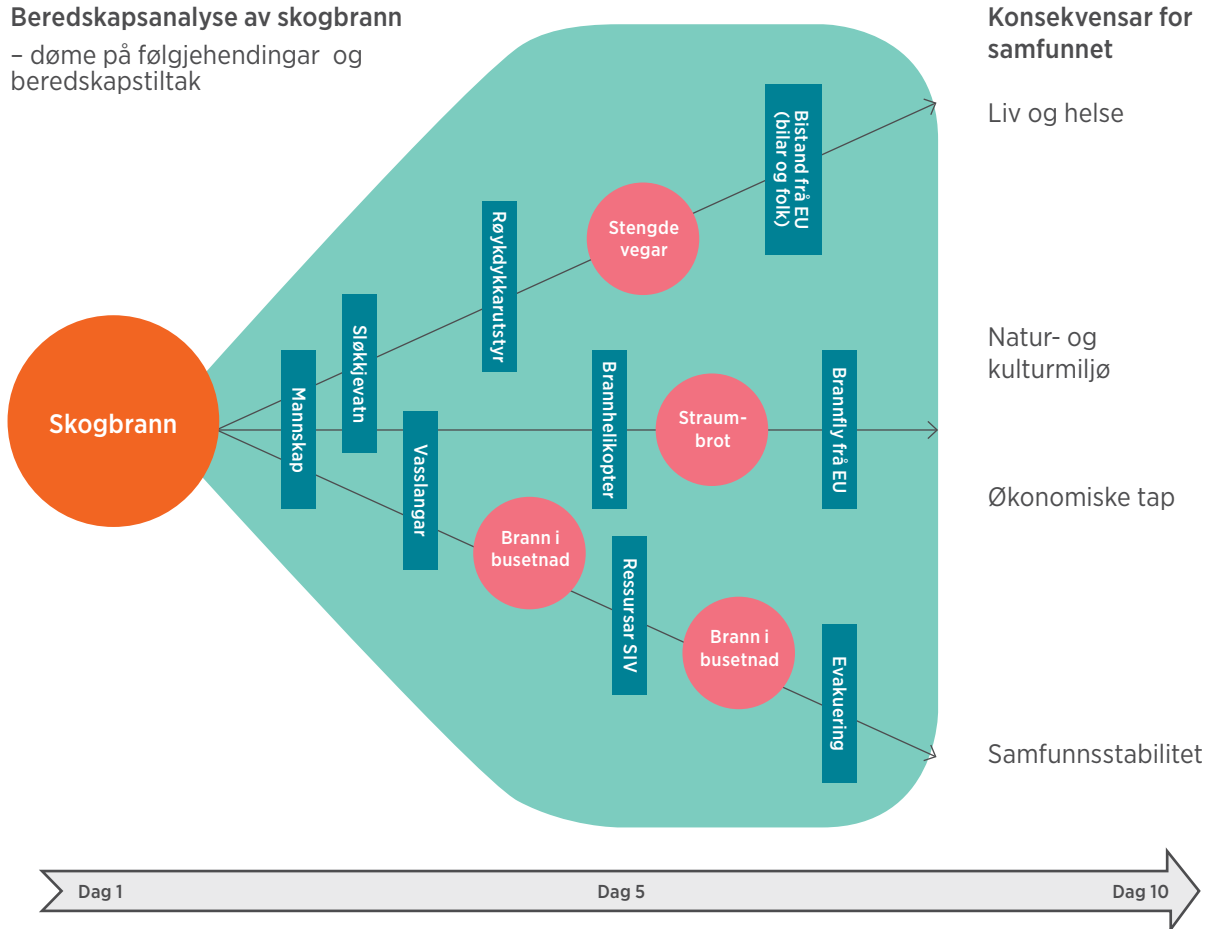 Beredskapsanalyse av skogbrann
– døme på følgjehendingar og
beredskapstiltak
Konsekvensar for
samfunnet
Liv og helse
Natur- og
kulturmiljø
Økonomiske tap
Samfunnsstabilitet
Skogbrann
Mannskap
Sløkkjevatn
Vasslangar
Røykdykkarutstyr
Stengde
vegar
Bistand frå EU
(bilar og folk)
Brannhelikopter
Straum-
brot
Brannfly frå EU
Brann i
busetnad
Ressursar SIV
Brann i
busetnad
Evakuering
Dag 1
Dag 5
Dag 10